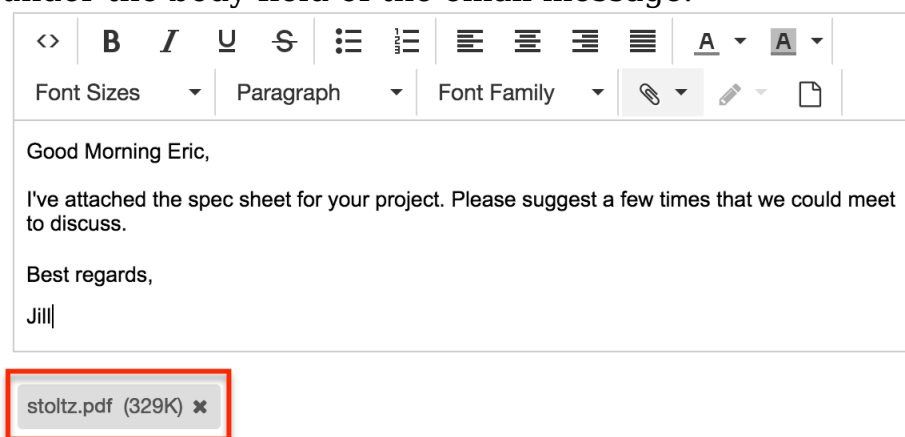 under the body field of the email message.
<> B I U S A A
Font Sizes Paragraph Font Family
Good Morning Eric,
I've attached the spec sheet for your project. Please suggest a few times that we could meet
to discuss.
Best regards,
Jill
stoltz.pdf (329K) ✖